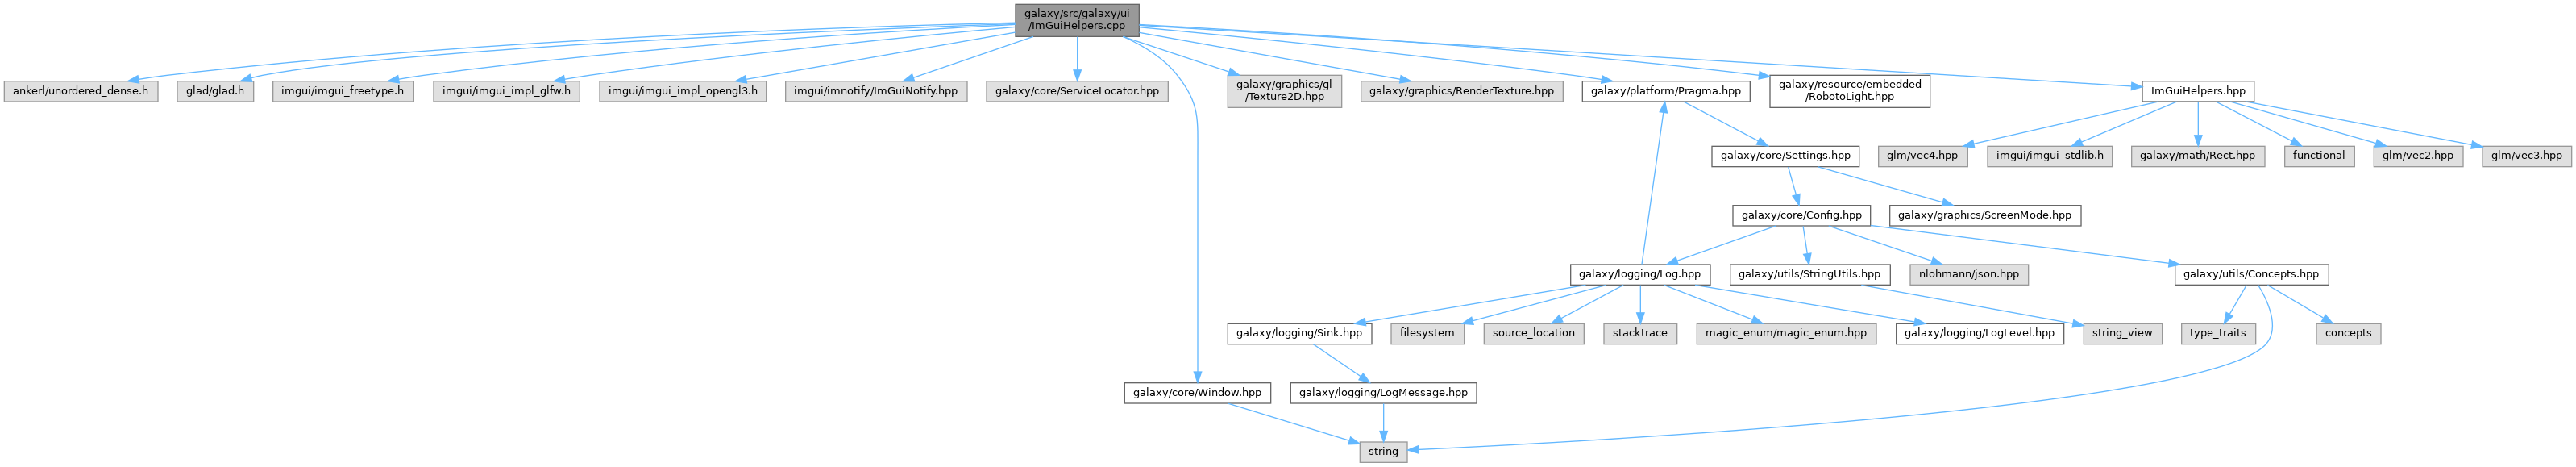 galaxy/src/galaxy/ui
/ImGuiHelpers.cpp
ankerl/unordered_dense.h
glad/glad.h
imgui/imgui_freetype.h
imgui/imgui_impl_glfw.h
imgui/imgui_impl_opengl3.h
imgui/imnotify/ImGuiNotify.hpp
galaxy/core/ServiceLocator.hpp
galaxy/graphics/gl
/Texture2D.hpp
galaxy/graphics/RenderTexture.hpp
galaxy/platform/Pragma.hpp
galaxy/resource/embedded
/RobotoLight.hpp
ImGuiHelpers.hpp
galaxy/core/Settings.hpp
glm/vec4.hpp
imgui/imgui_stdlib.h
galaxy/math/Rect.hpp
functional
glm/vec2.hpp
glm/vec3.hpp
galaxy/core/Config.hpp
galaxy/graphics/ScreenMode.hpp
galaxy/logging/Log.hpp
galaxy/utils/StringUtils.hpp
nlohmann/json.hpp
galaxy/utils/Concepts.hpp
galaxy/logging/Sink.hpp
filesystem
source_location
stacktrace
magic_enum/magic_enum.hpp
galaxy/logging/LogLevel.hpp
string_view
type_traits
concepts
galaxy/core/Window.hpp
galaxy/logging/LogMessage.hpp
string